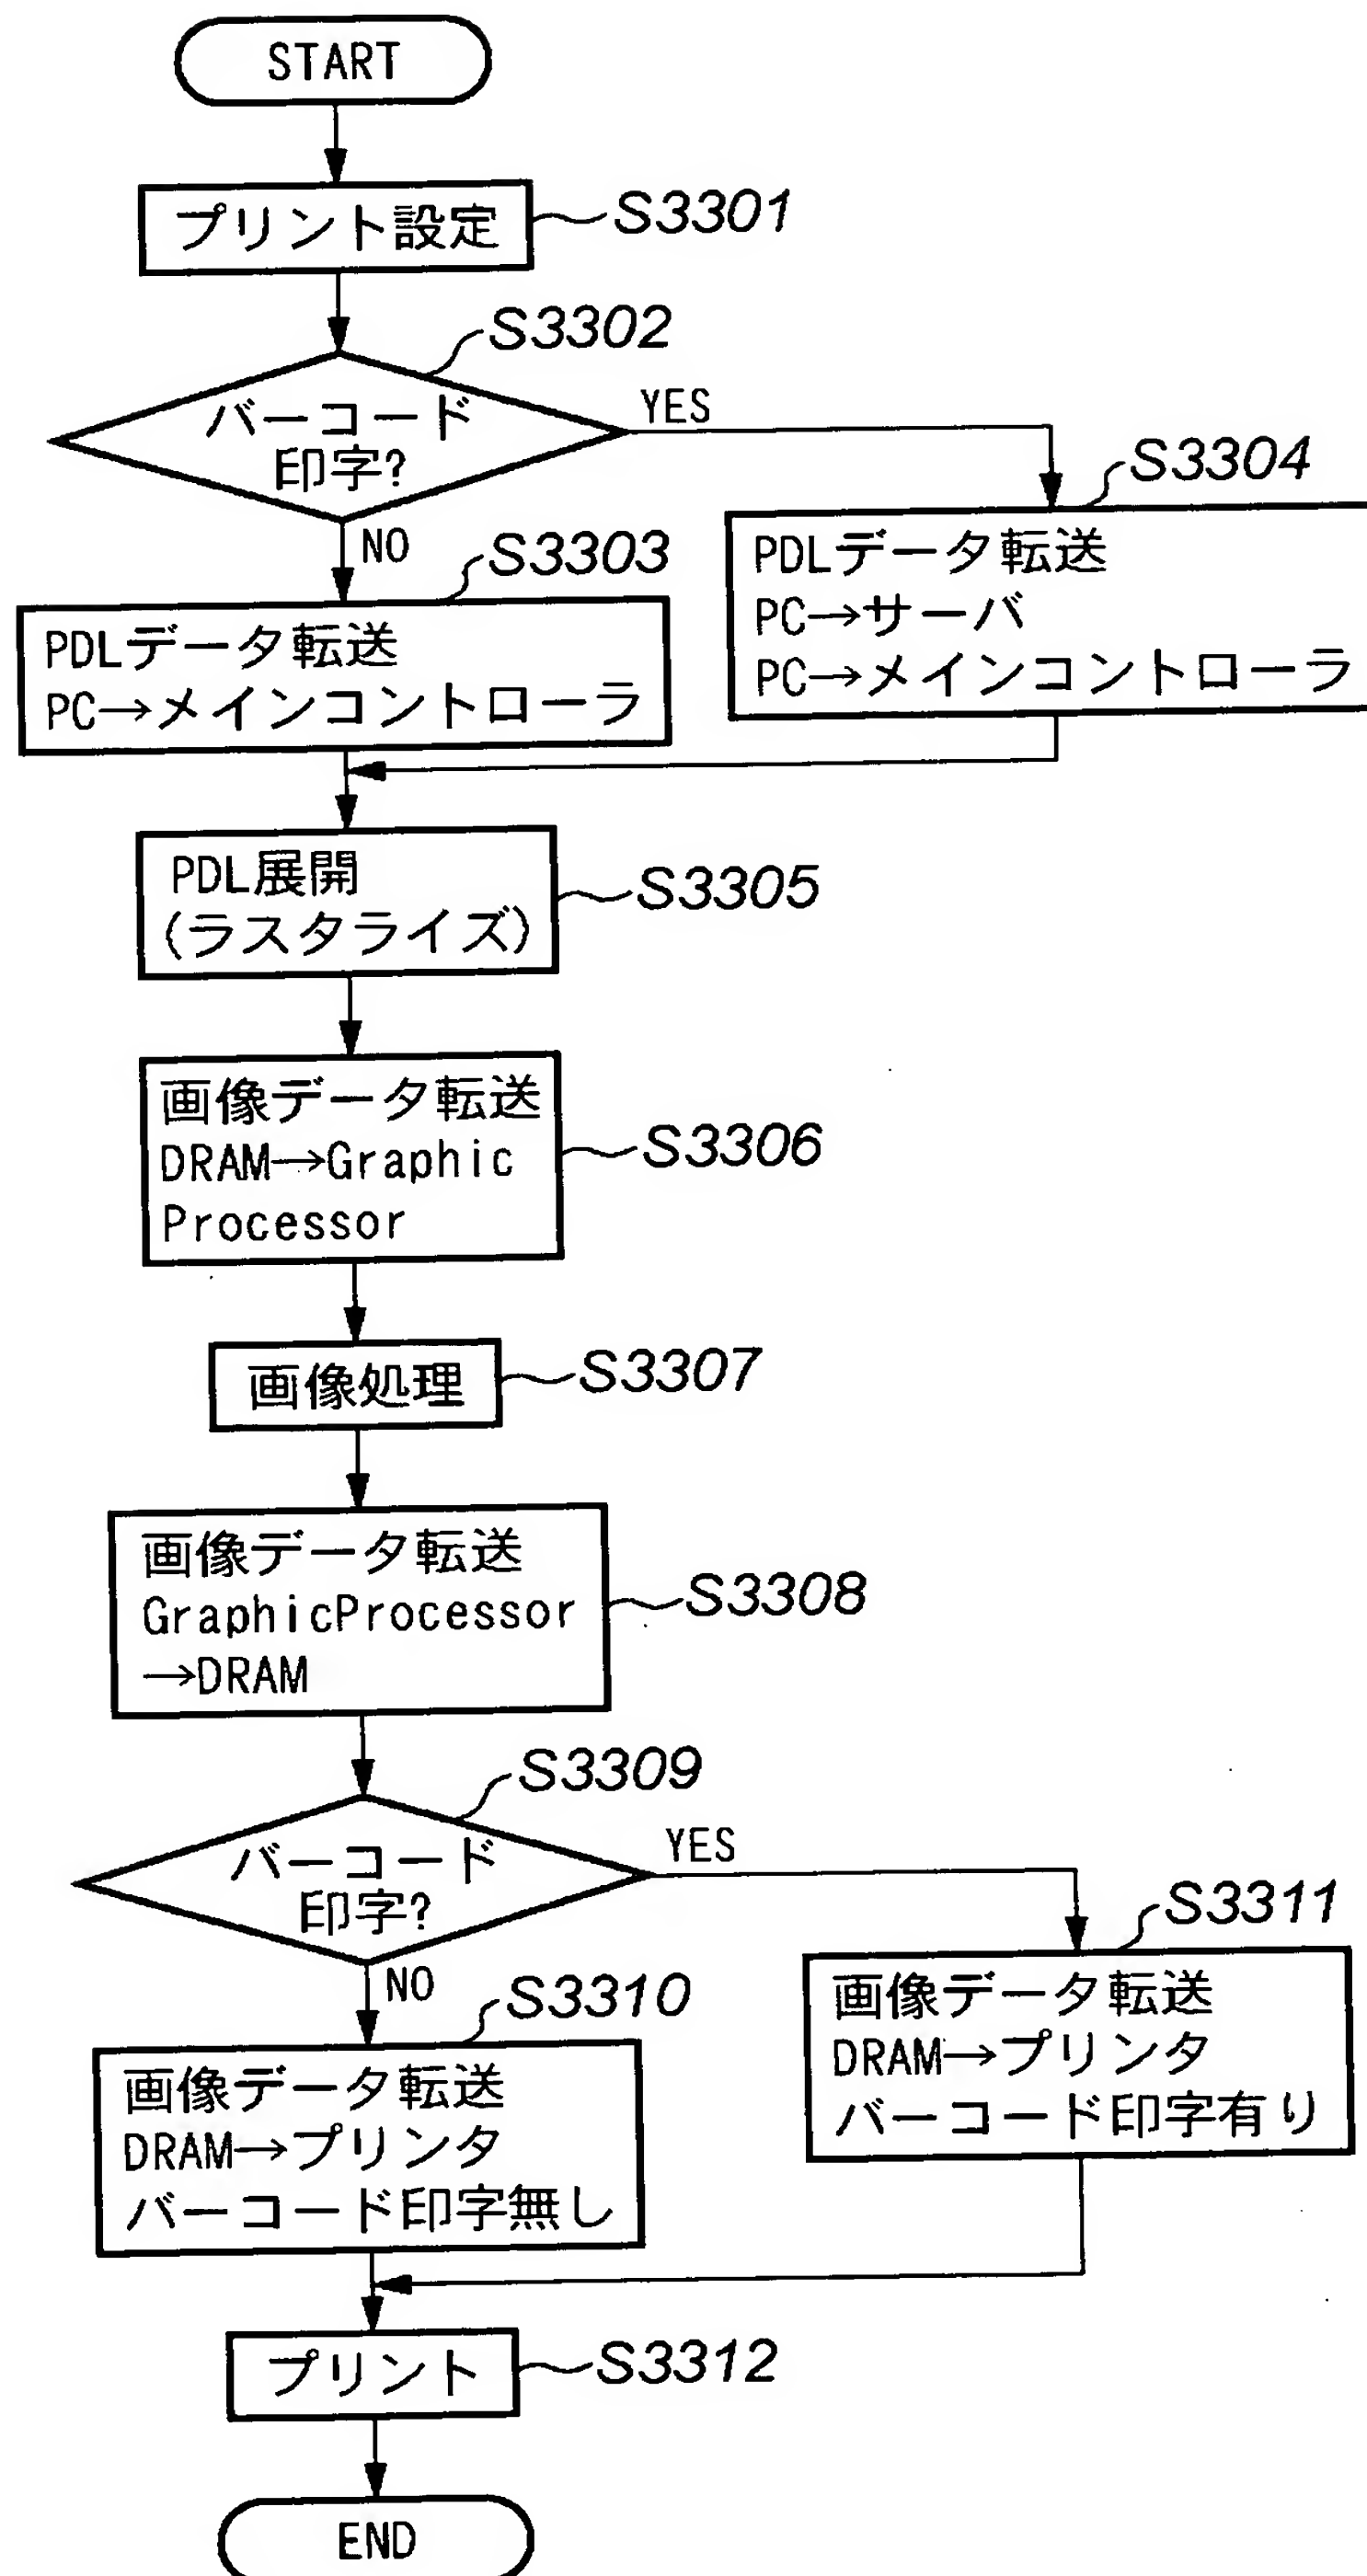 START
プリント設定
S3301
S3302
バーコード
印字?
YES
NO
S3303
PDLデータ転送
PC→メインコントローラ
S3304
PDLデータ転送
PC→サーバ
PC→メインコントローラ
PDL展開
(ラスタライズ)
S3305
画像データ転送
DRAM→Graphic
Processor
S3306
画像処理
S3307
画像データ転送
GraphicProcessor
→DRAM
S3308
S3309
バーコード
印字?
YES
NO
S3310
画像データ転送
DRAM→プリンタ
バーコード印字無し
S3311
画像データ転送
DRAM→プリンタ
バーコード印字有り
プリント
S3312
END